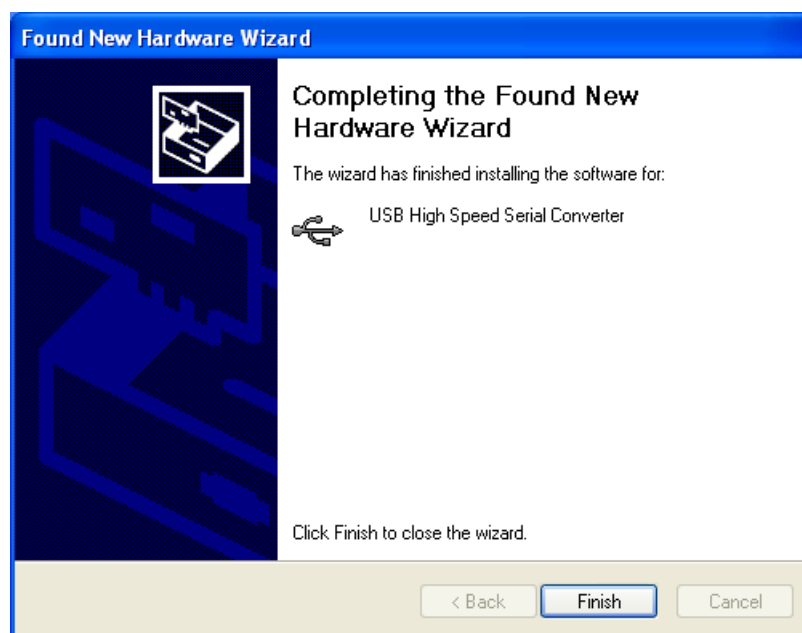 Found New Hardware Wizard
Completing the Found New
Hardware Wizard
The wizard has finished installing the software for:
USB High Speed Serial Converter
Click Finish to close the wizard.
< Back Finish Cancel